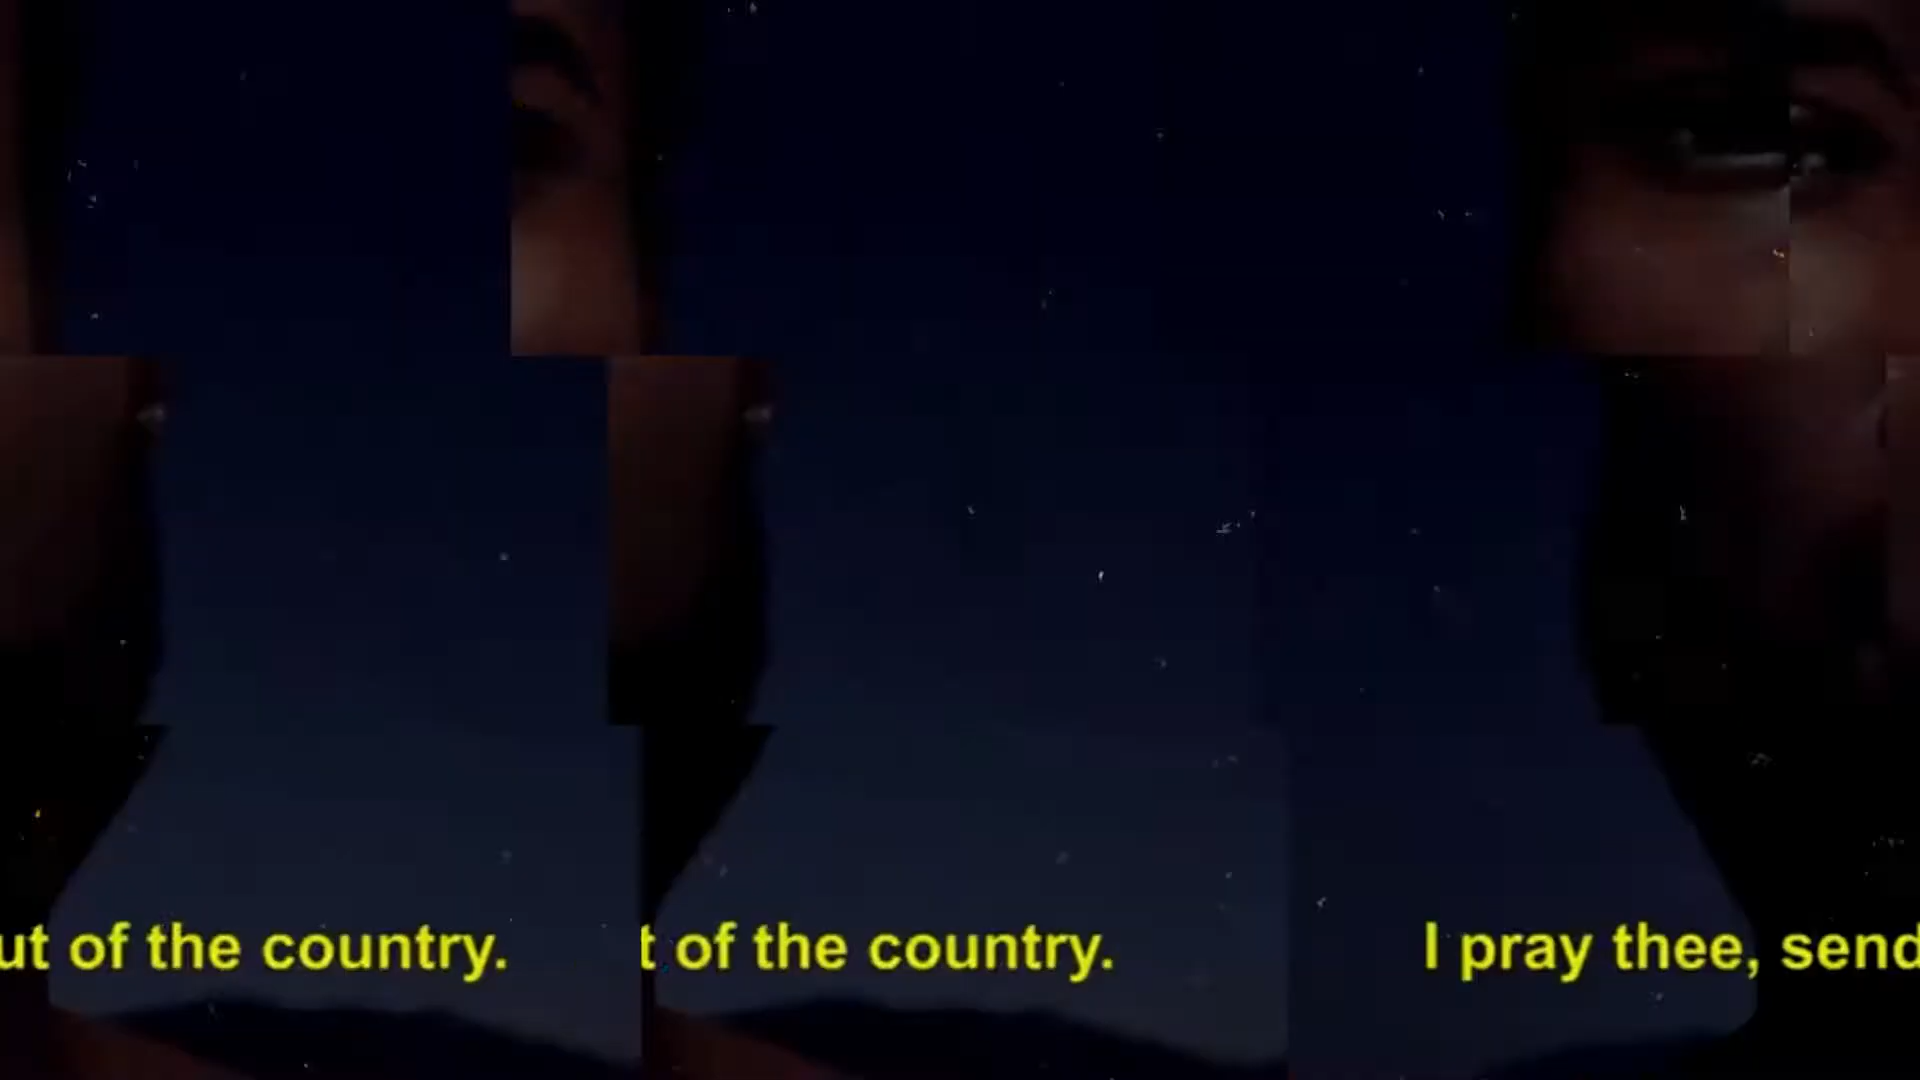 ut of the country.
t of the country.
I pray thee, send